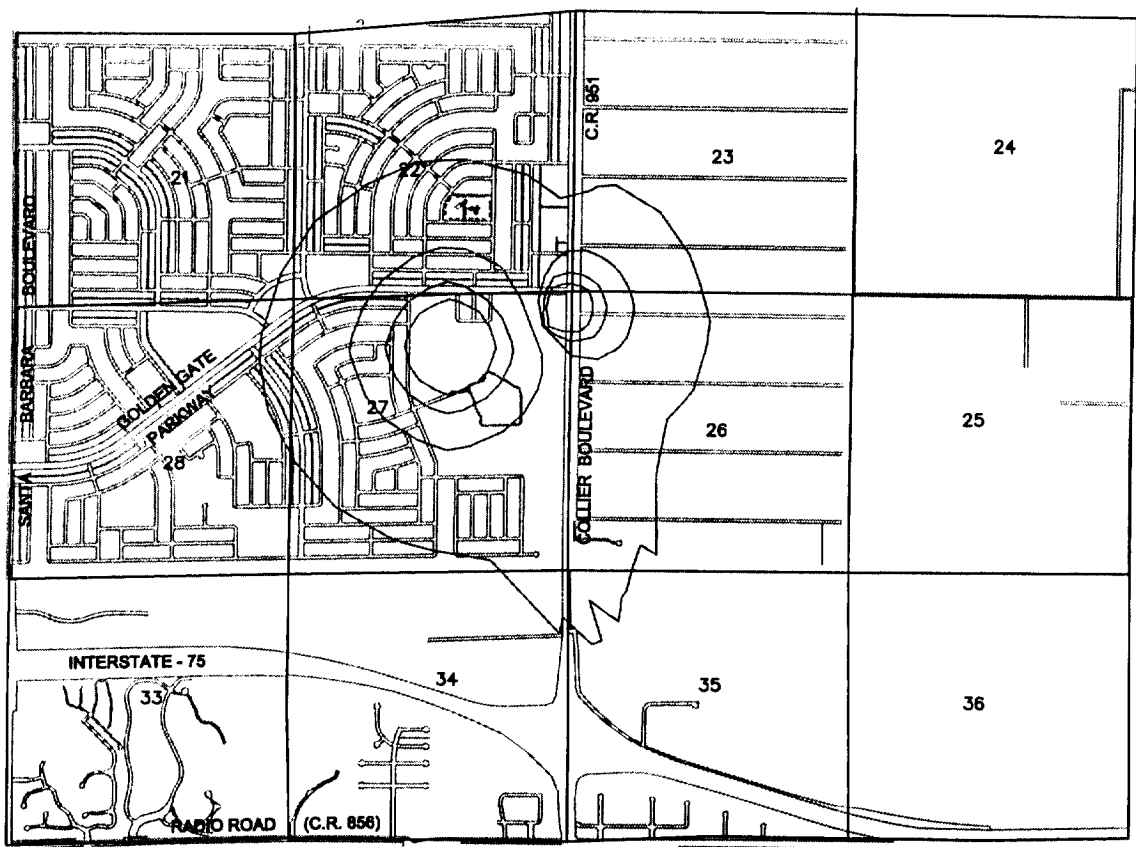 C.R. 951
21
22
23
24
SANTA BARBARA BOULEVARD
GOLDEN GATE
PARKWAY
27
28
COLLIER BOULEVARD
26
25
INTERSTATE - 75
33
34
35
36
RADIO ROAD (C.R. 856)